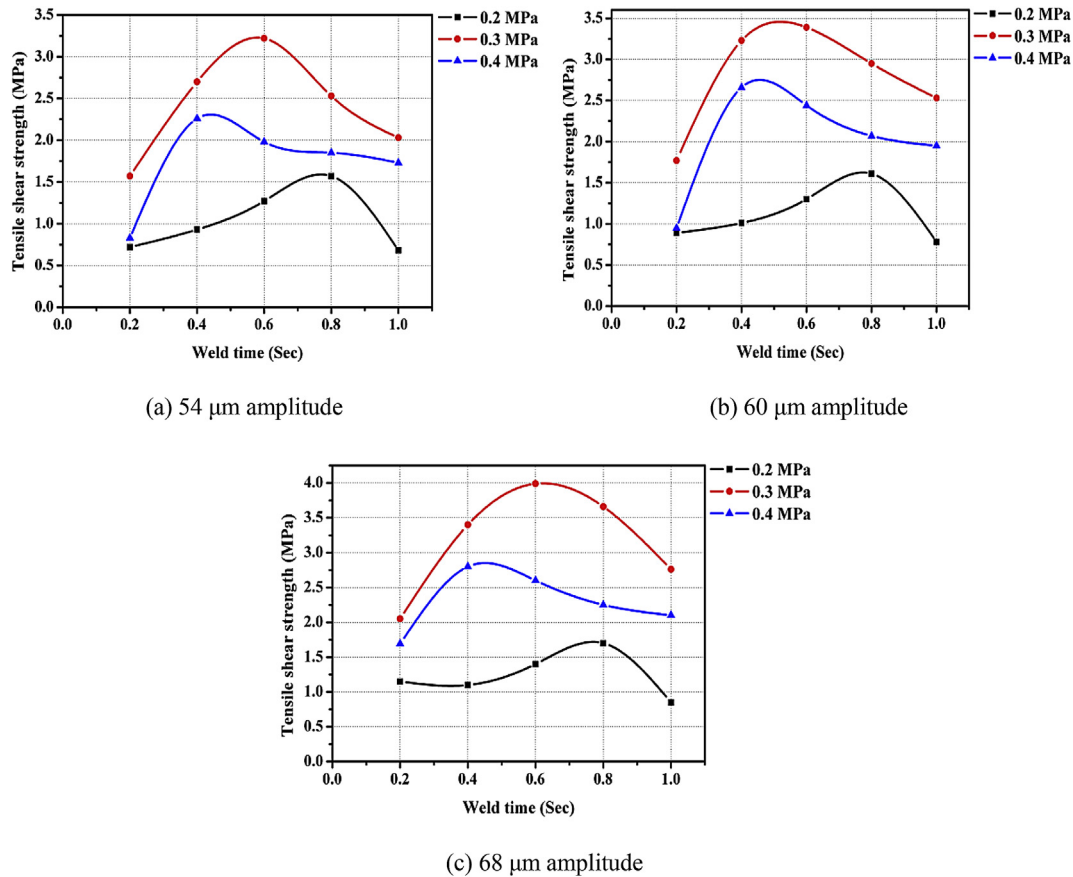 3.5
3.0
2.5
2.0
1.5
1.0
0.5
0.0
Tensile shear strength (MPa)
0.0 0.2 0.4 0.6 0.8 1.0
Weld time (Sec)
0.2 MPa
0.3 MPa
0.4 MPa
(a) 54 μm amplitude
3.5
3.0
2.5
2.0
1.5
1.0
0.5
0.0
Tensile shear strength (MPa)
0.0 0.2 0.4 0.6 0.8 1.0
Weld time (Sec)
0.2 MPa
0.3 MPa
0.4 MPa
(b) 60 μm amplitude
4.0
3.5
3.0
2.5
2.0
1.5
1.0
0.5
0.0
Tensile shear strength (MPa)
0.0 0.2 0.4 0.6 0.8 1.0
Weld time (Sec)
0.2 MPa
0.3 MPa
0.4 MPa
(c) 68 μm amplitude